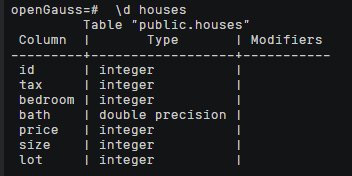 openGauss=#  \d houses
         Table "public.houses"
 Column  |       Type       | Modifiers
---------+------------------+-----------
 id      | integer          |
 tax     | integer          |
 bedroom | integer          |
 bath    | double precision |
 price   | integer          |
 size    | integer          |
 lot     | integer          |